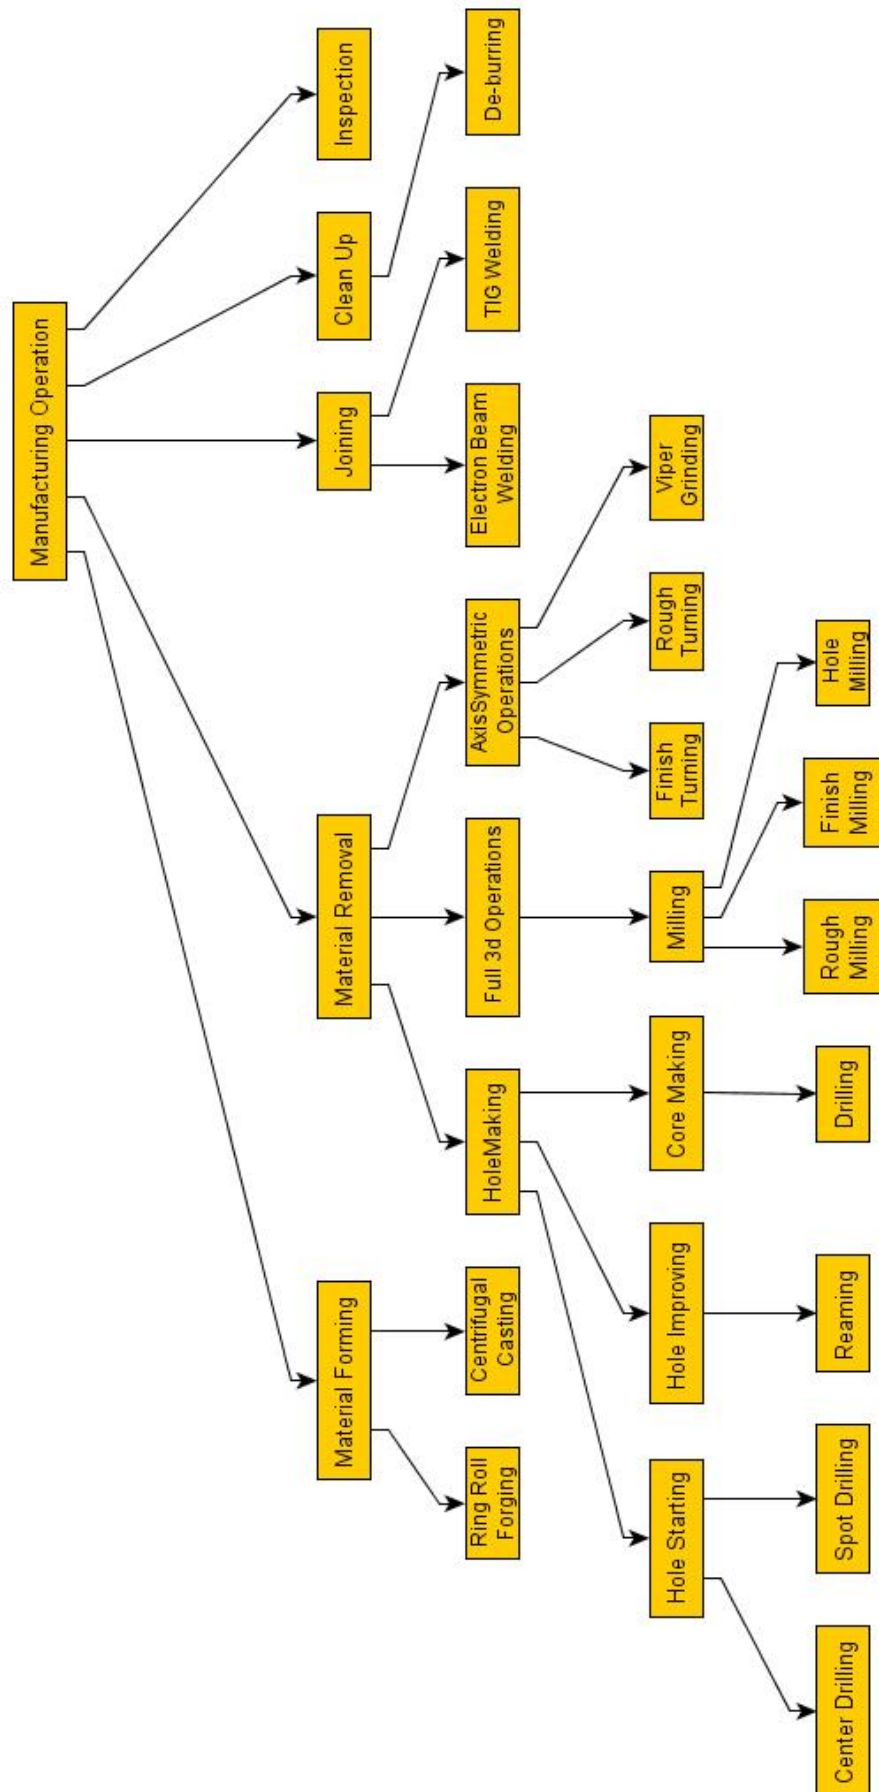 Manufacturing Operation
Material Forming
Material Removal
Joining
Clean Up
Inspection
Ring Roll
Forging
Centrifugal
Casting
HoleMaking
Full 3d Operations
AxisSymmetric
Operations
Electron Beam
Welding
TIG Welding
De-burring
Hole Starting
Hole Improving
Core Making
Milling
Finish
Turning
Rough
Turning
Viper
Grinding
Center Drilling
Spot Drilling
Reaming
Drilling
Rough
Milling
Finish
Milling
Hole
Milling